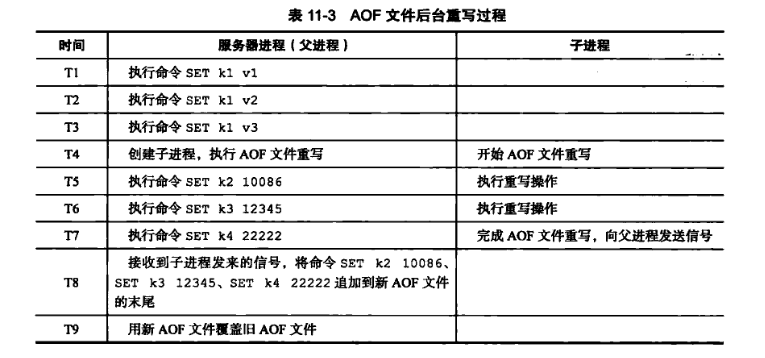 表 11-3 AOF 文件后台重写过程
时间 服务器进程（父进程） 子进程
T1 执行命令 SET k1 v1
T2 执行命令 SET k1 v2
T3 执行命令 SET k1 v3
T4 创建子进程，执行 AOF 文件重写 开始 AOF 文件重写
T5 执行命令 SET k2 10086 执行重写操作
T6 执行命令 SET k3 12345 执行重写操作
T7 执行命令 SET k4 22222 完成 AOF 文件重写，向父进程发送信号
接收到子进程发来的信号，将命令 SET k2 10086、
T8 SET k3 12345、SET k4 22222 追加到新 AOF 文件
的末尾
T9 用新 AOF 文件覆盖旧 AOF 文件